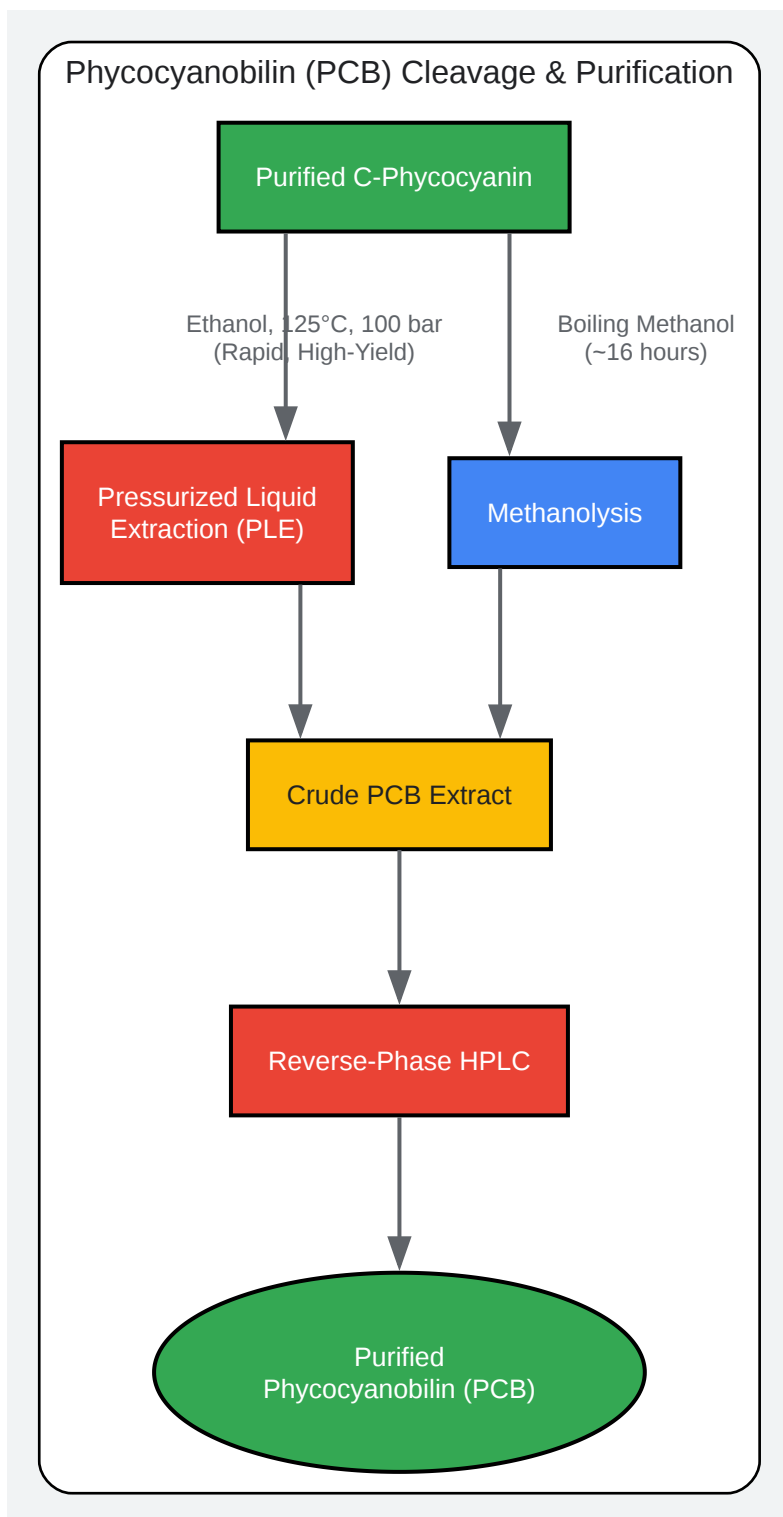 Phycocyanobilin (PCB) Cleavage & Purification
Purified C-Phycocyanin
Ethanol, 125°C, 100 bar
(Rapid, High-Yield)
Boiling Methanol
(~16 hours)
Pressurized Liquid
Extraction (PLE)
Methanolysis
Crude PCB Extract
Reverse-Phase HPLC
Purified
Phycocyanobilin (PCB)